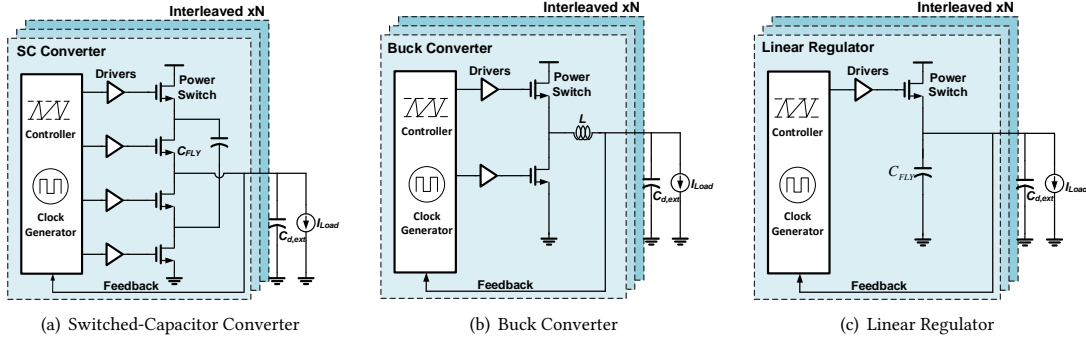 Interleaved xN
SC Converter
Drivers
Power
Switch
Controller
C_FLY
Clock
Generator
C_d,ext
I_Load
Feedback
(a) Switched-Capacitor Converter
Interleaved xN
Buck Converter
Drivers
Power
Switch
L
Controller
Clock
Generator
C_d,ext
I_Load
Feedback
(b) Buck Converter
Interleaved xN
Linear Regulator
Drivers
Power
Switch
Controller
C_FLY
Clock
Generator
C_d,ext
I_Load
Feedback
(c) Linear Regulator